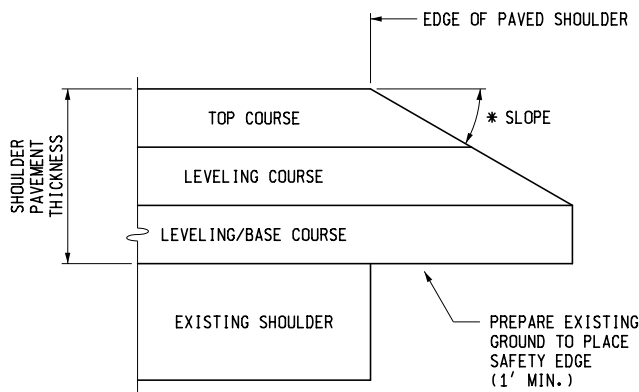 EDGE OF PAVED SHOULDER
TOP COURSE
* SLOPE
SHOULDER
PAVEMENT
THICKNESS
LEVELING COURSE
LEVELING/BASE COURSE
EXISTING SHOULDER
PREPARE EXISTING
GROUND TO PLACE
SAFETY EDGE
(1' MIN.)